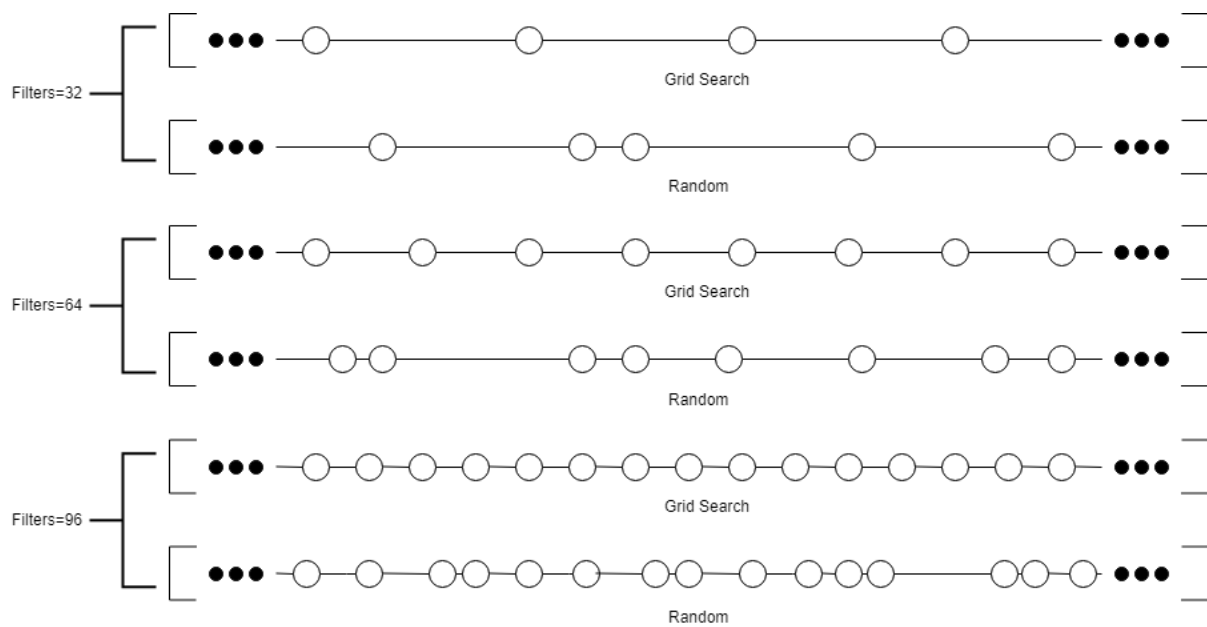 Filters=32
Grid Search
Random
Filters=64
Grid Search
Random
Filters=96
Grid Search
Random